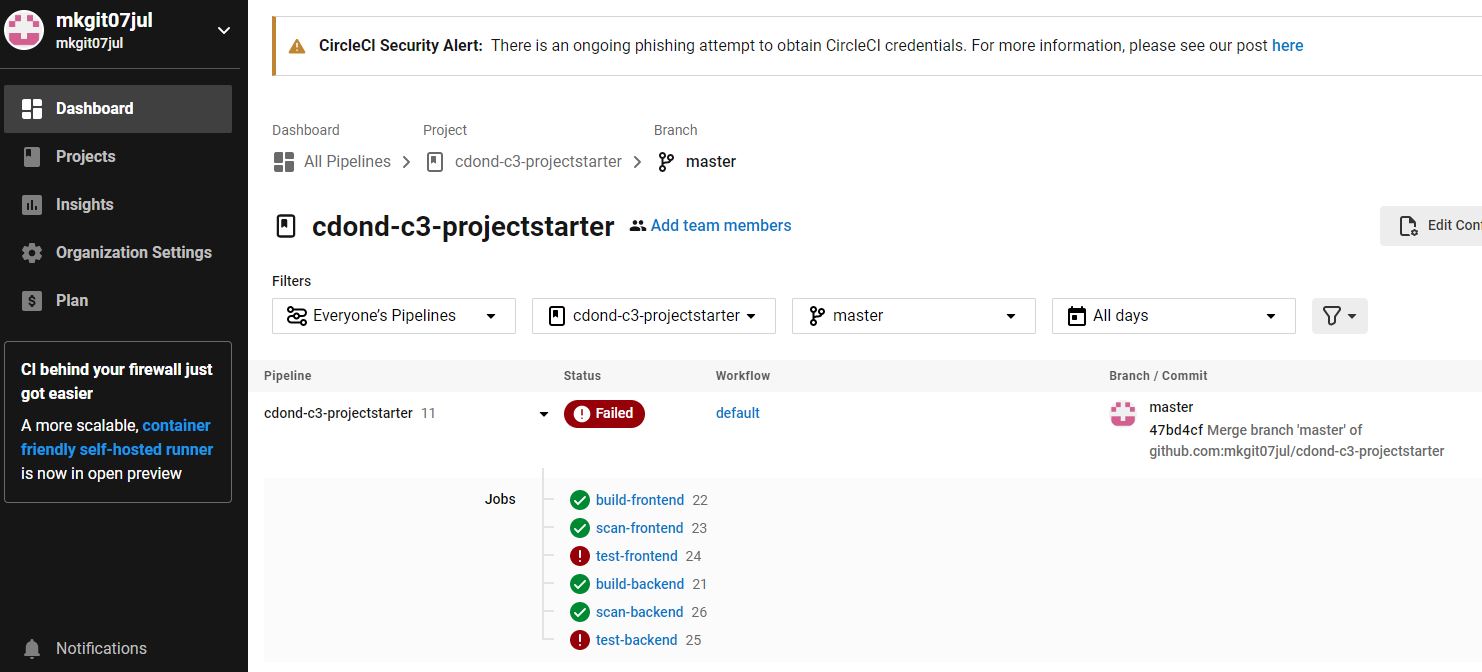 mkgit07jul
mkgit07jul
Dashboard
Projects
Insights
Organization Settings
Plan
CI behind your firewall just
got easier
A more scalable, container
friendly self-hosted runner
is now in open preview
Notifications
CircleCI Security Alert: There is an ongoing phishing attempt to obtain CircleCI credentials. For more information, please see our post here
Dashboard Project Branch
All Pipelines cdond-c3-projectstarter master
cdond-c3-projectstarter Add team members
Edit Con
Filters
Everyone’s Pipelines cdond-c3-projectstarter master All days
Pipeline Status Workflow Branch / Commit
cdond-c3-projectstarter 11 Failed default master
47bd4cf Merge branch 'master' of
github.com:mkgit07jul/cdond-c3-projectstarter
Jobs build-frontend 22
scan-frontend 23
test-frontend 24
build-backend 21
scan-backend 26
test-backend 25